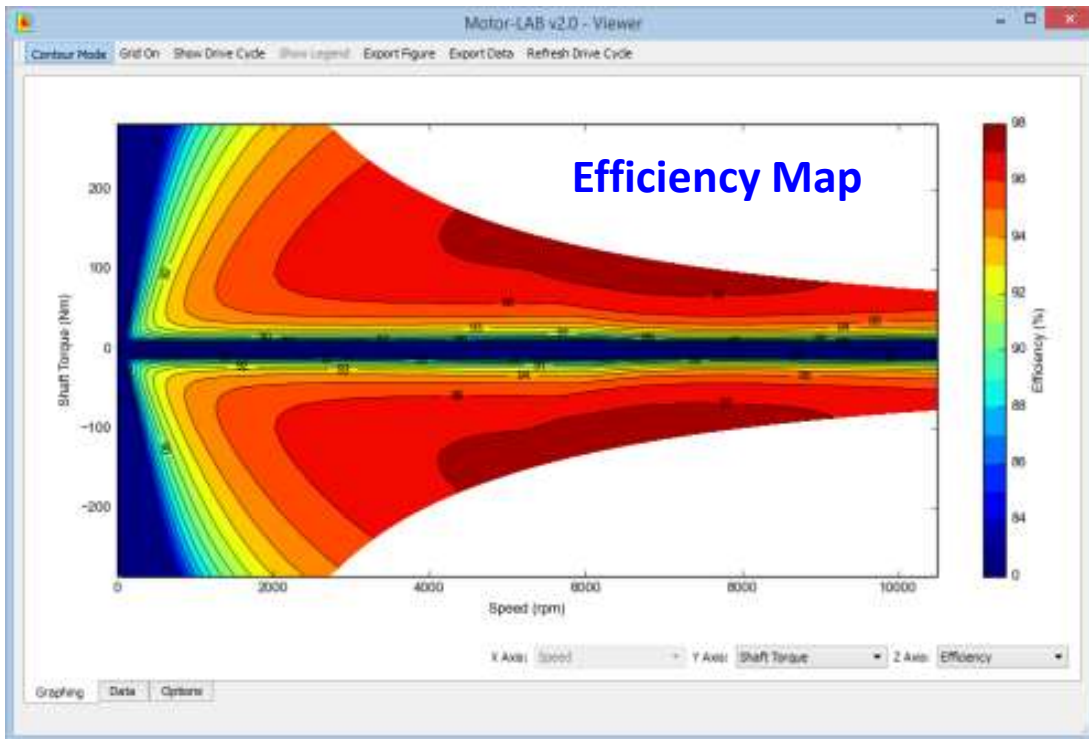 Motor-LAB v2.0 - Viewer
Contour Mode Grid On Show Drive Cycle Show Legend Export Figure Export Data Refresh Drive Cycle
Efficiency Map
98
96
94
92
90
88
86
84
0
Efficiency (%)
200
100
0
−100
−200
Shaft Torque (Nm)
0 2000 4000 6000 8000 10000
Speed (rpm)
X Axis: Speed Y Axis: Shaft Torque Z Axis: Efficiency
Graphing Data Options